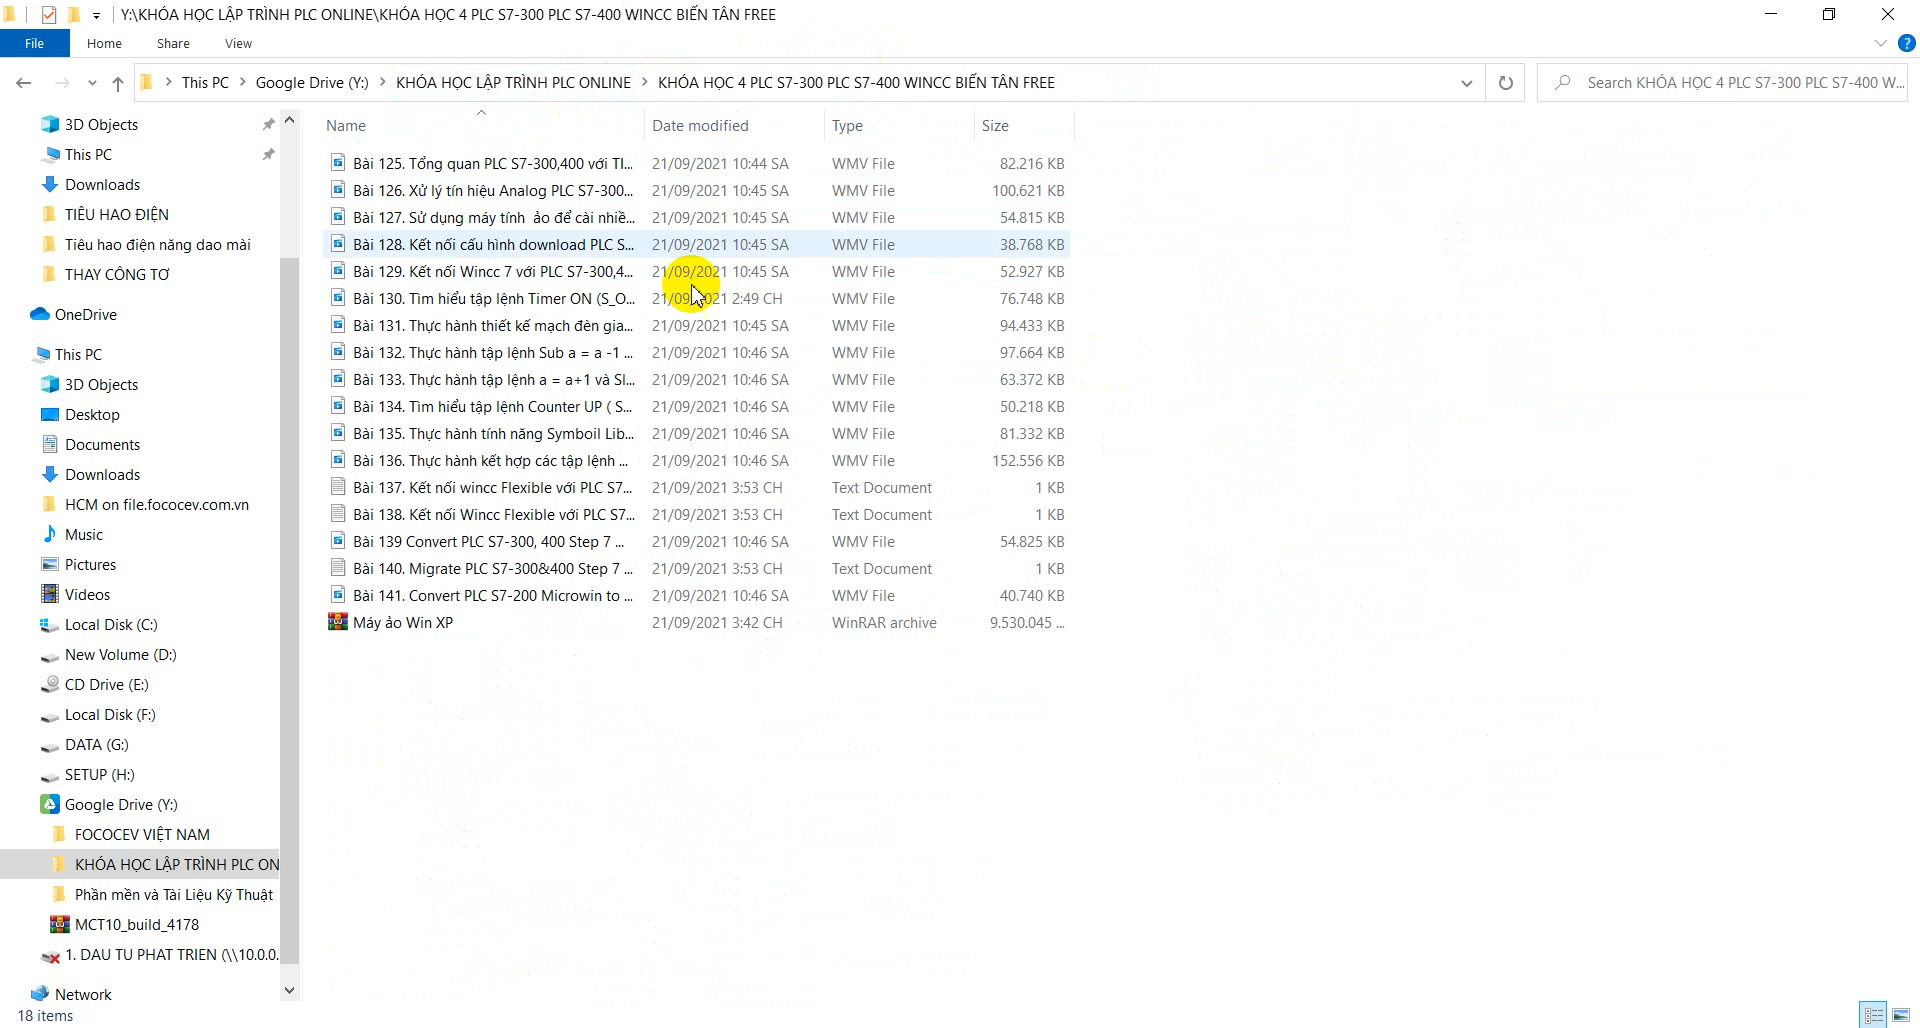 Y:\KHÓA HỌC LẬP TRÌNH PLC ONLINE\KHÓA HỌC 4 PLC S7-300 PLC S7-400 WINCC BIẾN TẦN FREE
File Home Share View
This PC > Google Drive (Y:) > KHÓA HỌC LẬP TRÌNH PLC ONLINE > KHÓA HỌC 4 PLC S7-300 PLC S7-400 WINCC BIẾN TẦN FREE
Search KHÓA HỌC 4 PLC S7-300 PLC S7-400 W...
3D Objects
This PC
Downloads
TIÊU HAO ĐIỆN
Tiêu hao điện năng dao mài
THAY CÔNG TƠ
OneDrive
This PC
3D Objects
Desktop
Documents
Downloads
HCM on file.fococev.com.vn
Music
Pictures
Videos
Local Disk (C:)
New Volume (D:)
CD Drive (E:)
Local Disk (F:)
DATA (G:)
SETUP (H:)
Google Drive (Y:)
FOCOCEV VIỆT NAM
KHÓA HỌC LẬP TRÌNH PLC ON
Phần mền và Tài Liệu Kỹ Thuật
MCT10_build_4178
1. DAU TU PHAT TRIEN (\\10.0.0.
Network
Name Date modified Type Size
Bài 125. Tổng quan PLC S7-300,400 với TI... 21/09/2021 10:44 SA WMV File 82.216 KB
Bài 126. Xử lý tín hiệu Analog PLC S7-300... 21/09/2021 10:45 SA WMV File 100.621 KB
Bài 127. Sử dụng máy tính ảo để cài nhiề... 21/09/2021 10:45 SA WMV File 54.815 KB
Bài 128. Kết nối cấu hình download PLC S... 21/09/2021 10:45 SA WMV File 38.768 KB
Bài 129. Kết nối Wincc 7 với PLC S7-300,4... 21/09/2021 10:45 SA WMV File 52.927 KB
Bài 130. Tìm hiểu tập lệnh Timer ON (S_O... 21/09/2021 2:49 CH WMV File 76.748 KB
Bài 131. Thực hành thiết kế mạch đèn gia... 21/09/2021 10:45 SA WMV File 94.433 KB
Bài 132. Thực hành tập lệnh Sub a = a -1 ... 21/09/2021 10:46 SA WMV File 97.664 KB
Bài 133. Thực hành tập lệnh a = a+1 và Sl... 21/09/2021 10:46 SA WMV File 63.372 KB
Bài 134. Tìm hiểu tập lệnh Counter UP ( S... 21/09/2021 10:46 SA WMV File 50.218 KB
Bài 135. Thực hành tính năng Symboil Lib... 21/09/2021 10:46 SA WMV File 81.332 KB
Bài 136. Thực hành kết hợp các tập lệnh ... 21/09/2021 10:46 SA WMV File 152.556 KB
Bài 137. Kết nối wincc Flexible với PLC S7... 21/09/2021 3:53 CH Text Document 1 KB
Bài 138. Kết nối Wincc Flexible với PLC S7... 21/09/2021 3:53 CH Text Document 1 KB
Bài 139 Convert PLC S7-300, 400 Step 7 ... 21/09/2021 10:46 SA WMV File 54.825 KB
Bài 140. Migrate PLC S7-300&400 Step 7 ... 21/09/2021 3:53 CH Text Document 1 KB
Bài 141. Convert PLC S7-200 Microwin to ... 21/09/2021 10:46 SA WMV File 40.740 KB
Máy ảo Win XP 21/09/2021 3:42 CH WinRAR archive 9.530.045 ...
18 items